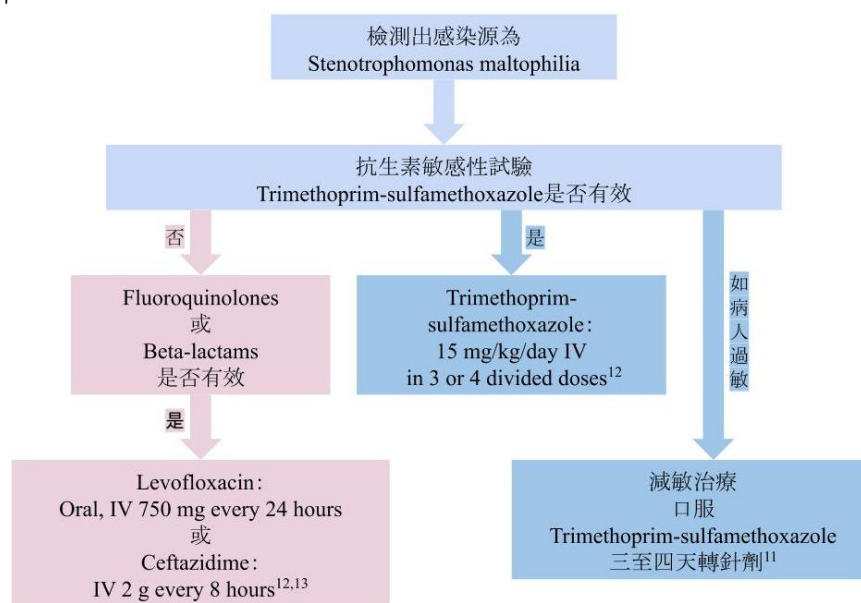 檢測出感染源為
Stenotrophomonas maltophilia
抗生素敏感性試驗
Trimethoprim-sulfamethoxazole是否有效
否
是
如病人過敏
Fluoroquinolones
或
Beta-lactams
是否有效
Trimethoprim-
sulfamethoxazole：
15 mg/kg/day IV
in 3 or 4 divided doses12
是
Levofloxacin：
Oral, IV 750 mg every 24 hours
或
Ceftazidime：
IV 2 g every 8 hours12,13
減敏治療
口服
Trimethoprim-sulfamethoxazole
三至四天轉針劑11